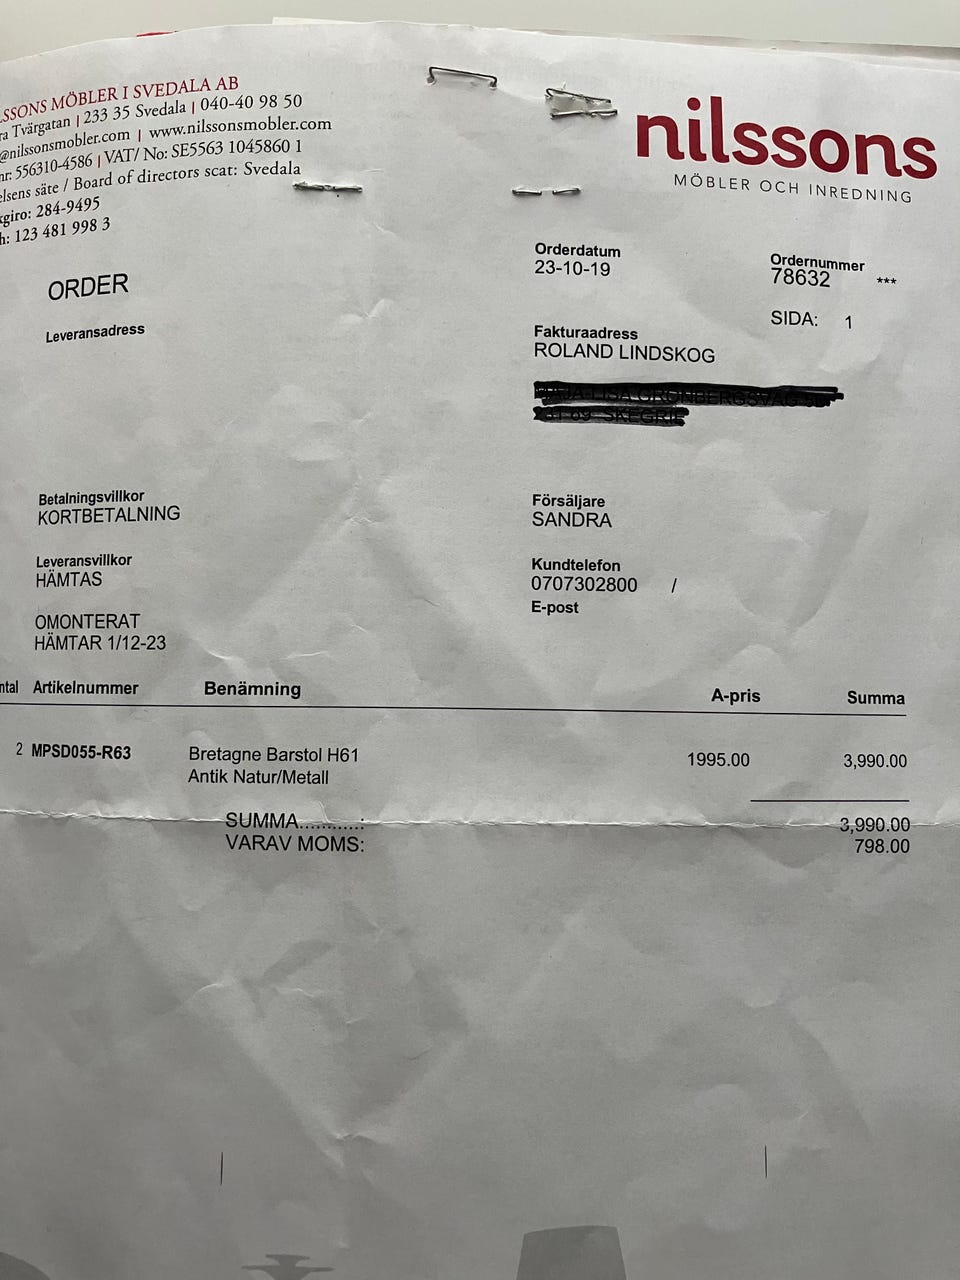 SSONS MÖBLER I SVEDALA AB
ra Tvärgatan | 233 35 Svedala | 040-40 98 50
@nilssonsmobler.com | www.nilssonsmobler.com
nr: 556310-4586 | VAT/ No: SE5563 1045860 1
elsens säte / Board of directors scat: Svedala
kgiro: 284-9495
h: 123 481 998 3
nilssons
MÖBLER OCH INREDNING
ORDER
Orderdatum
23-10-19
Ordernummer
78632 ***
SIDA: 1
Leveransadress
Fakturaadress
ROLAND LINDSKOG
Betalningsvillkor
KORTBETALNING
Försäljare
SANDRA
Leveransvillkor
HÄMTAS
Kundtelefon
0707302800 /
E-post
OMONTERAT
HÄMTAR 1/12-23
ntal Artikelnummer Benämning A-pris Summa
2 MPSD055-R63 Bretagne Barstol H61 1995.00 3,990.00
Antik Natur/Metall
SUMMA............: 3,990.00
VARAV MOMS: 798.00